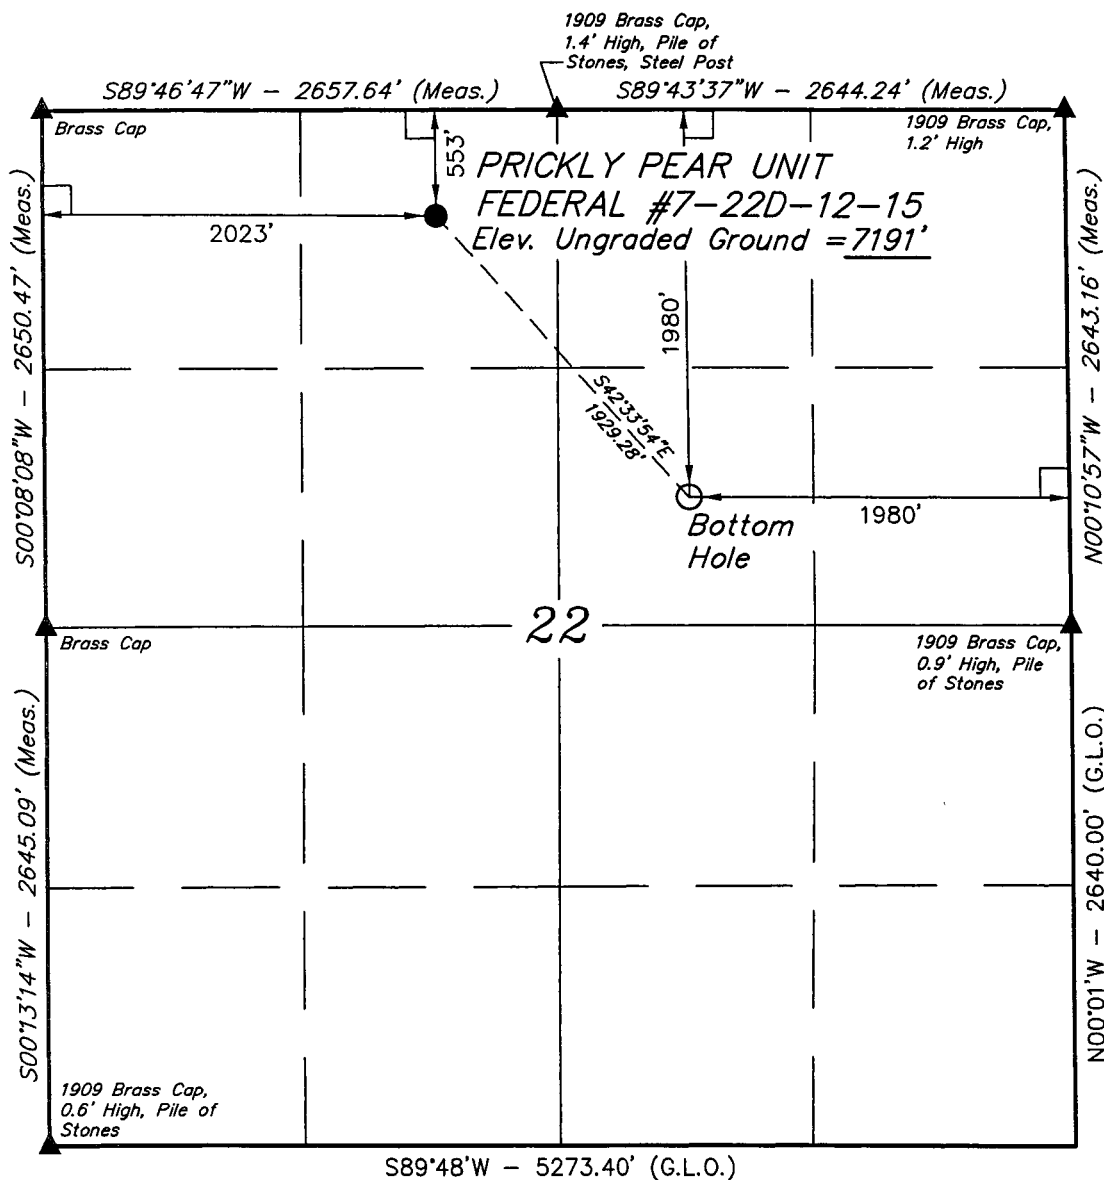 1909 Brass Cap,
1.4' High, Pile of
Stones, Steel Post
S89°46'47"W - 2657.64' (Meas.)
S89°43'37"W - 2644.24' (Meas.)
Brass Cap
1909 Brass Cap,
1.2' High
553'
PRICKLY PEAR UNIT
FEDERAL #7-22D-12-15
Elev. Ungraded Ground = 7191'
2023'
S00°08'08"W - 2650.47' (Meas.)
N00°10'57"W - 2643.16' (Meas.)
1980'
S42°33'54"E
1929.28'
1980'
Bottom
Hole
22
Brass Cap
1909 Brass Cap,
0.9' High, Pile
of Stones
S00°13'14"W - 2645.09' (Meas.)
N00°01'W - 2640.00' (G.L.O.)
1909 Brass Cap,
0.6' High, Pile of
Stones
S89°48'W - 5273.40' (G.L.O.)